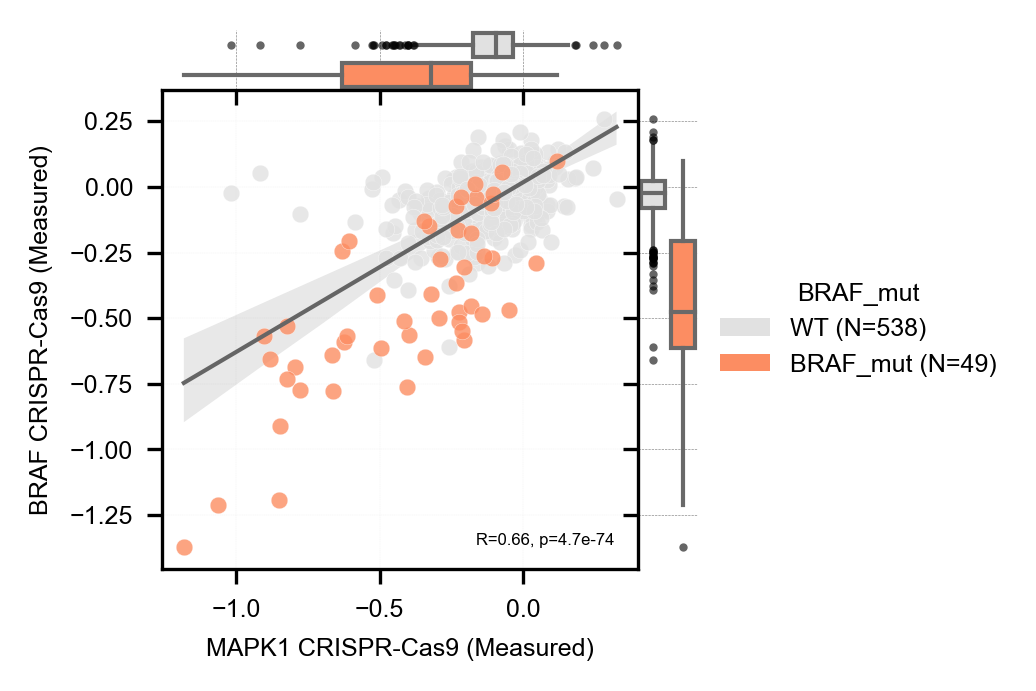 0.25
0.00
−0.25
−0.50
−0.75
−1.00
−1.25
BRAF CRISPR-Cas9 (Measured)
R=0.66, p=4.7e-74
−1.0
−0.5
0.0
MAPK1 CRISPR-Cas9 (Measured)
BRAF_mut
WT (N=538)
BRAF_mut (N=49)